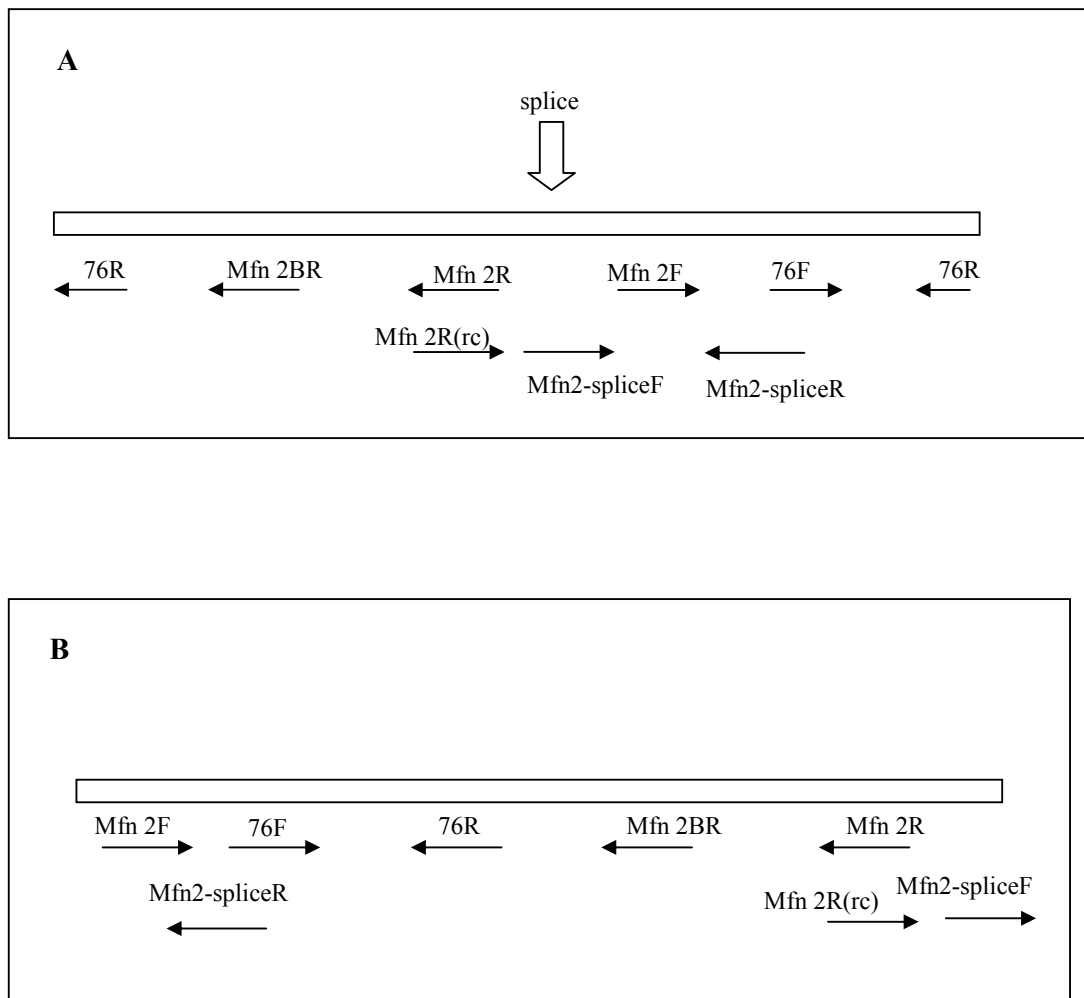 A
splice
76R Mfn 2BR Mfn 2R Mfn 2F 76F 76R
Mfn 2R(rc)
Mfn2-spliceF Mfn2-spliceR
B
Mfn 2F 76F 76R Mfn 2BR Mfn 2R
Mfn2-spliceR Mfn 2R(rc) Mfn2-spliceF